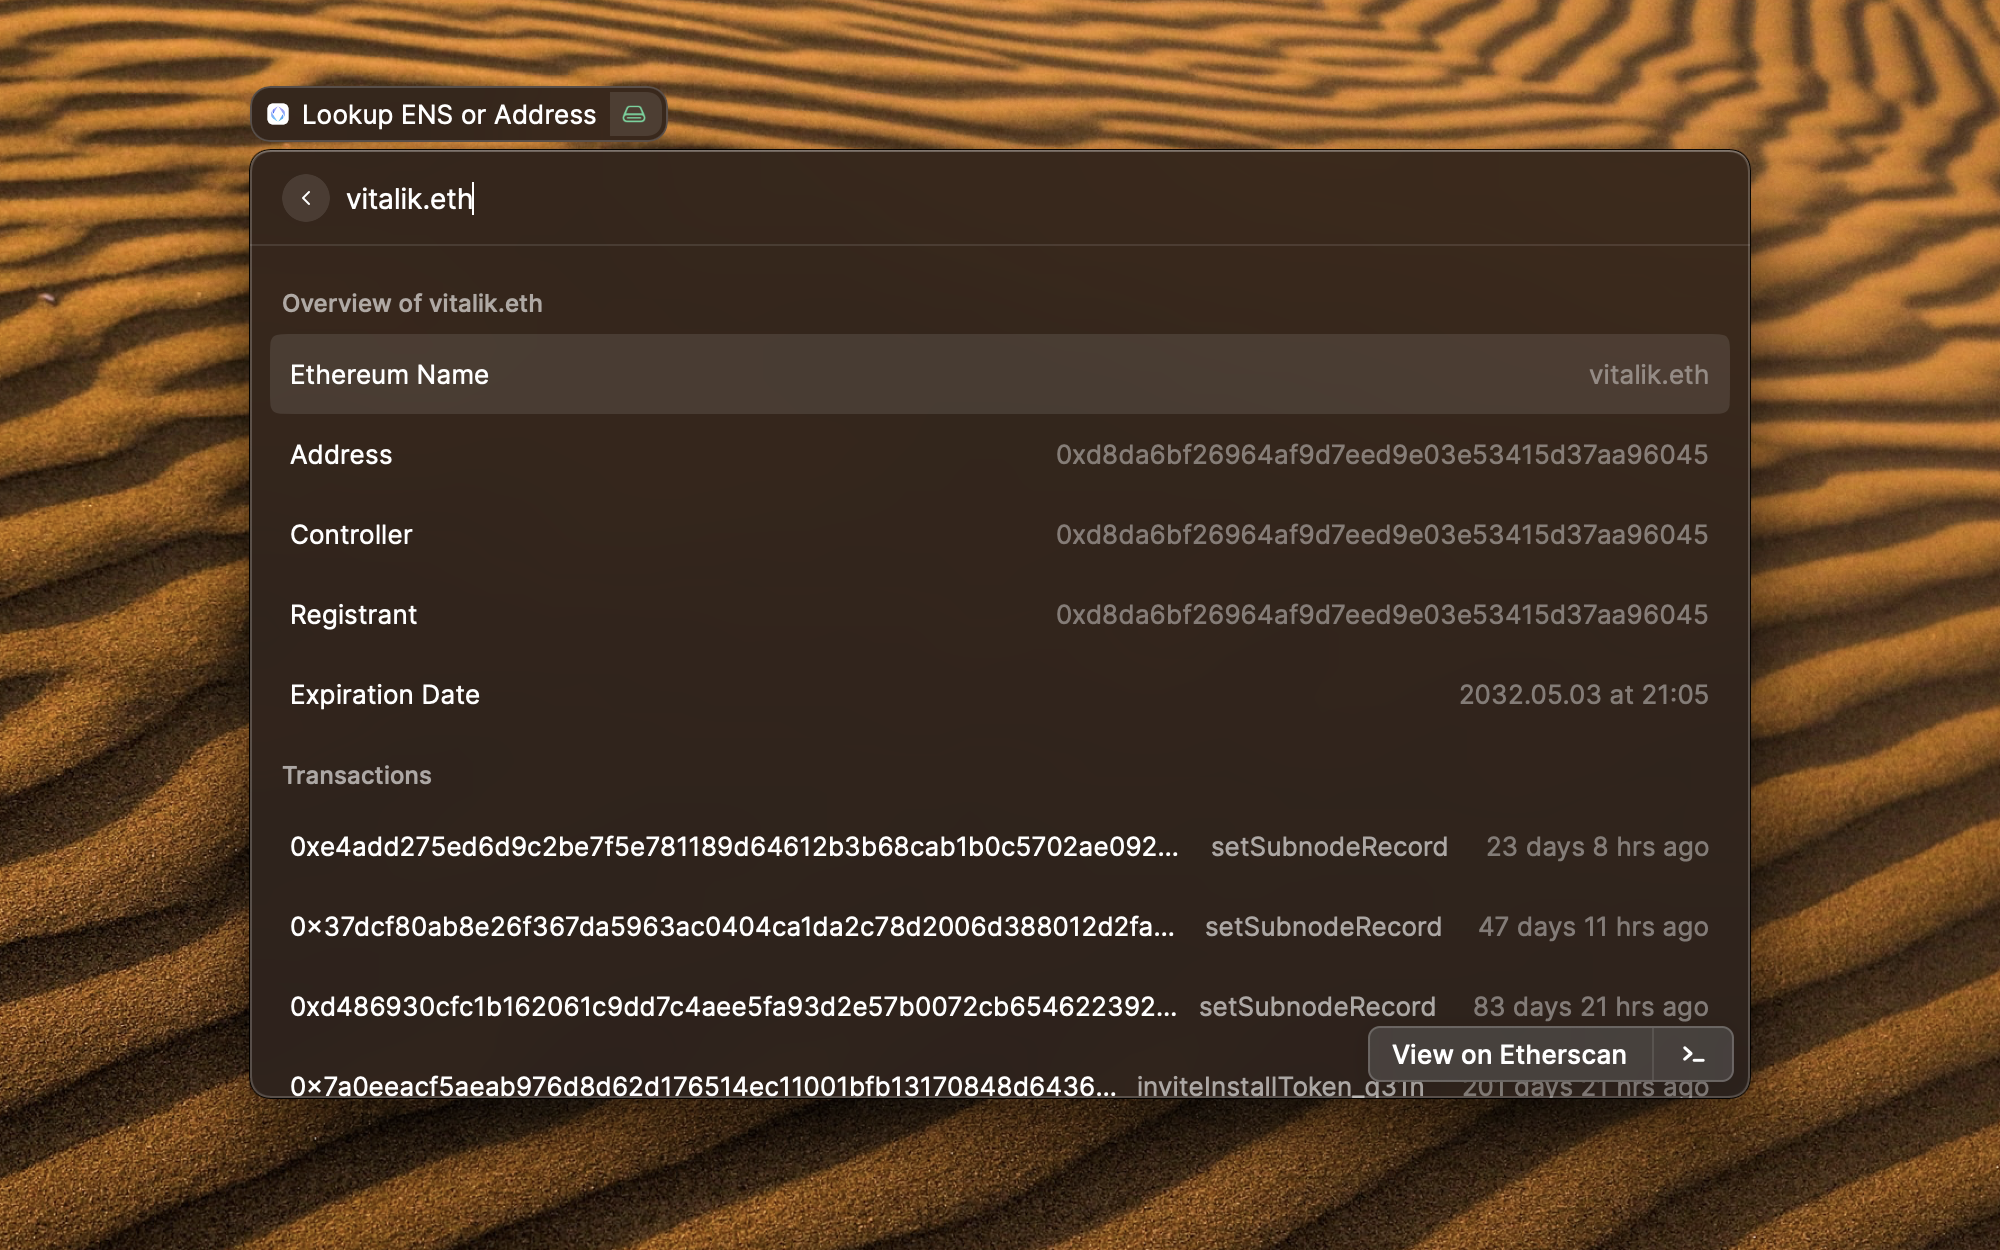 Lookup ENS or Address
vitalik.eth
Overview of vitalik.eth
Ethereum Name vitalik.eth
Address 0xd8da6bf26964af9d7eed9e03e53415d37aa96045
Controller 0xd8da6bf26964af9d7eed9e03e53415d37aa96045
Registrant 0xd8da6bf26964af9d7eed9e03e53415d37aa96045
Expiration Date 2032.05.03 at 21:05
Transactions
0xe4add275ed6d9c2be7f5e781189d64612b3b68cab1b0c5702ae092... setSubnodeRecord 23 days 8 hrs ago
0x37dcf80ab8e26f367da5963ac0404ca1da2c78d2006d388012d2fa... setSubnodeRecord 47 days 11 hrs ago
0xd486930cfc1b162061c9dd7c4aee5fa93d2e57b0072cb654622392... setSubnodeRecord 83 days 21 hrs ago
View on Etherscan >_
0x7a0eeacf5aeab976d8d62d176514ec11001bfb13170848d6436... 201 days 21 hrs ago